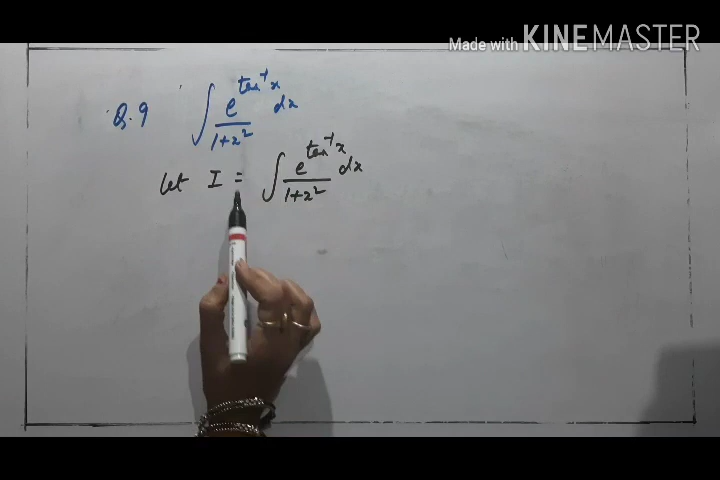 Made with KINEMASTER
Q.9 ∫ e^{tan⁻¹x} / 1+x² dx
let I = ∫ e^{tan⁻¹x} / 1+x² dx